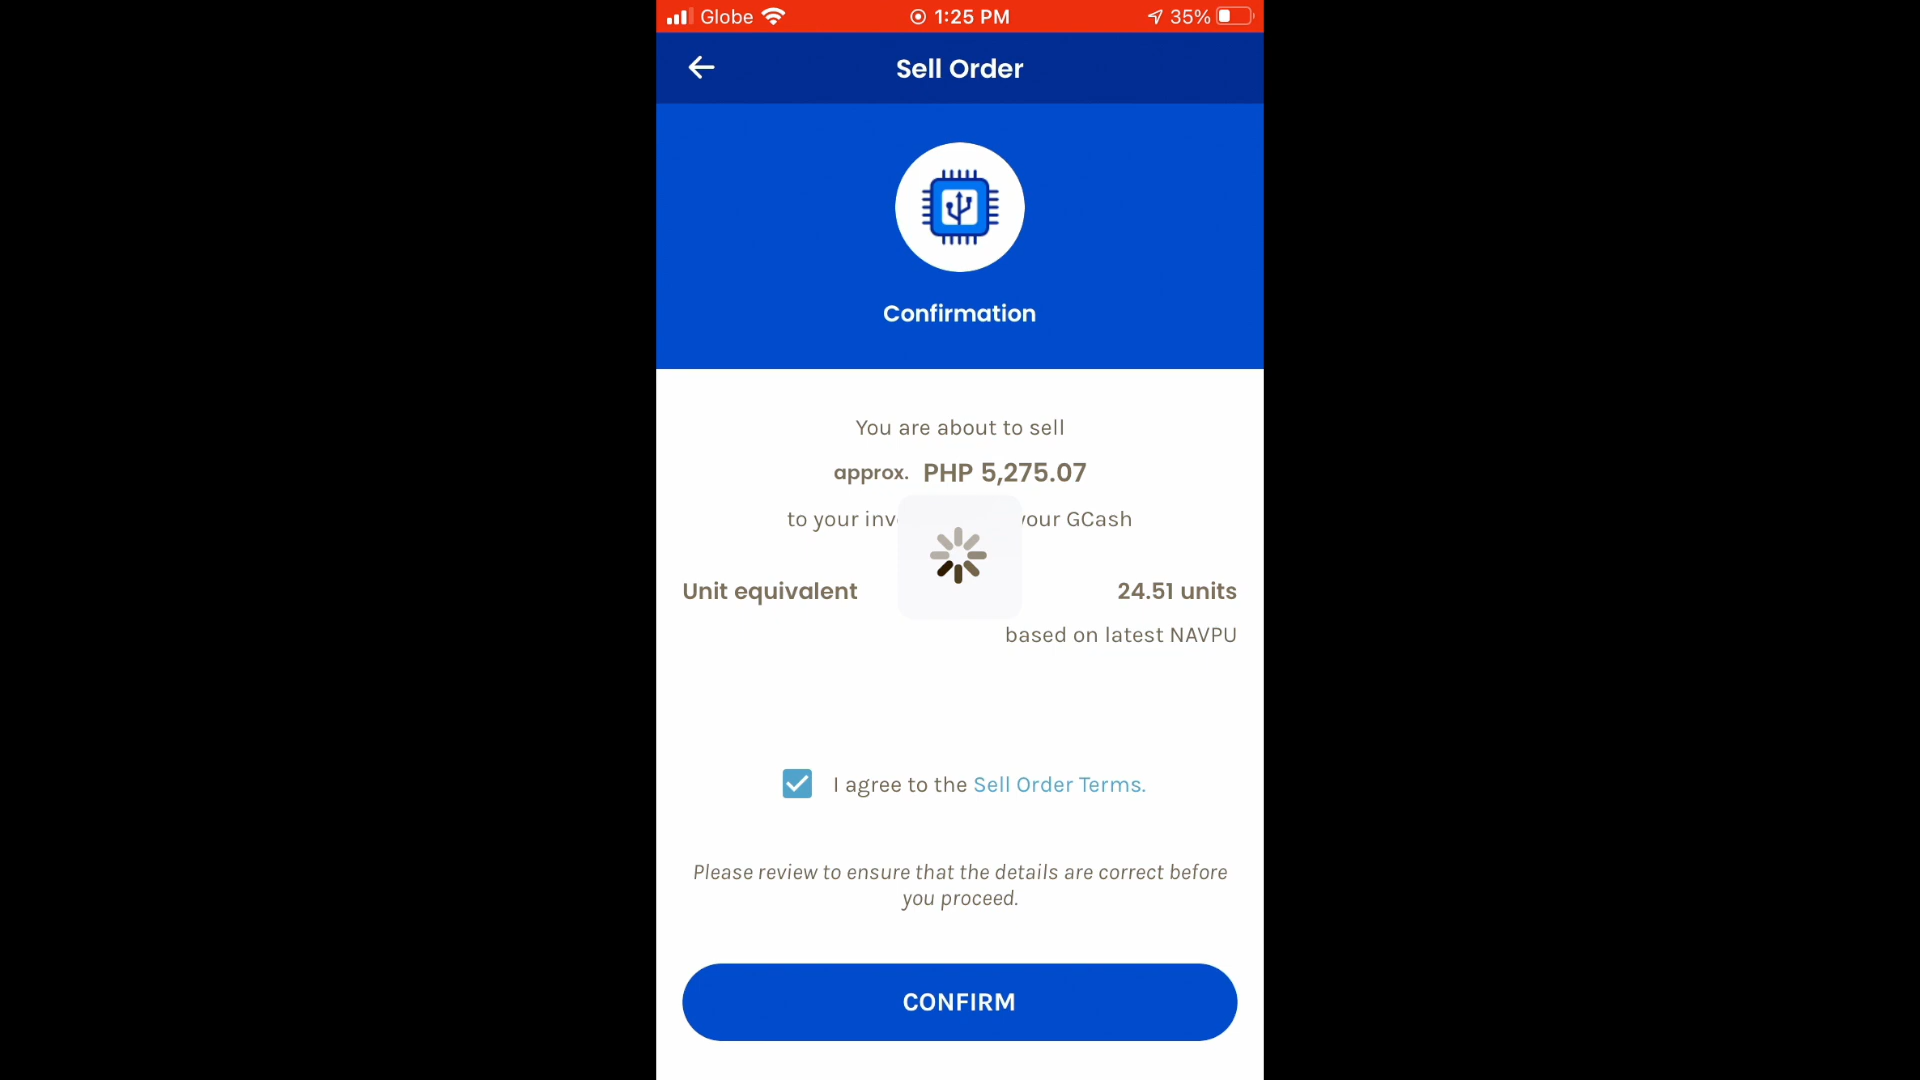 Globe 1:25 PM 35%
Sell Order
Confirmation
You are about to sell
approx. PHP 5,275.07
to your your GCash
Unit equivalent 24.51 units
based on latest NAVPU
I agree to the Sell Order Terms.
Please review to ensure that the details are correct before
you proceed.
CONFIRM